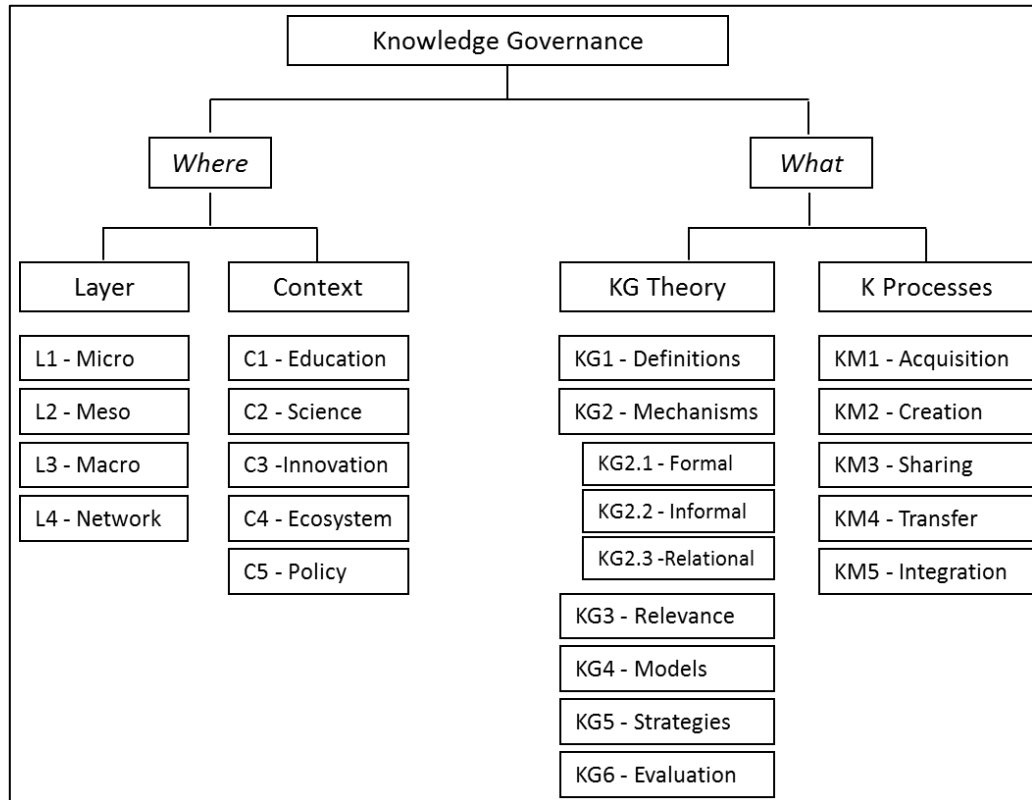 Knowledge Governance
Where
What
Layer
Context
KG Theory
K Processes
L1 - Micro
L2 - Meso
L3 - Macro
L4 - Network
C1 - Education
C2 - Science
C3 -Innovation
C4 - Ecosystem
C5 - Policy
KG1 - Definitions
KG2 - Mechanisms
KG2.1 - Formal
KG2.2 - Informal
KG2.3 -Relational
KG3 - Relevance
KG4 - Models
KG5 - Strategies
KG6 - Evaluation
KM1 - Acquisition
KM2 - Creation
KM3 - Sharing
KM4 - Transfer
KM5 - Integration